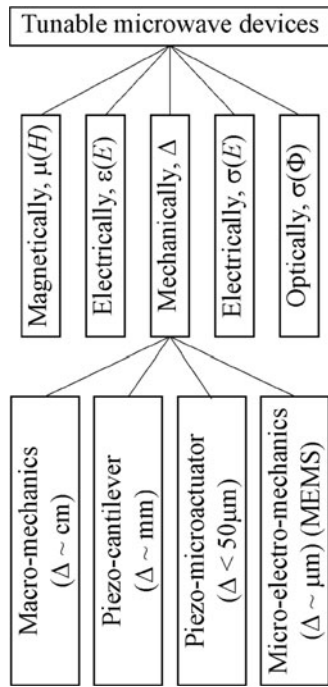 Tunable microwave devices
Magnetically, μ(H)
Electrically, ε(E)
Mechanically, Δ
Electrically, σ(E)
Optically, σ(Φ)
Macro-mechanics
(Δ ~ cm)
Piezo-cantilever
(Δ ~ mm)
Piezo-microactuator
(Δ < 50μm)
Micro-electro-mechanics
(Δ ~ μm) (MEMS)